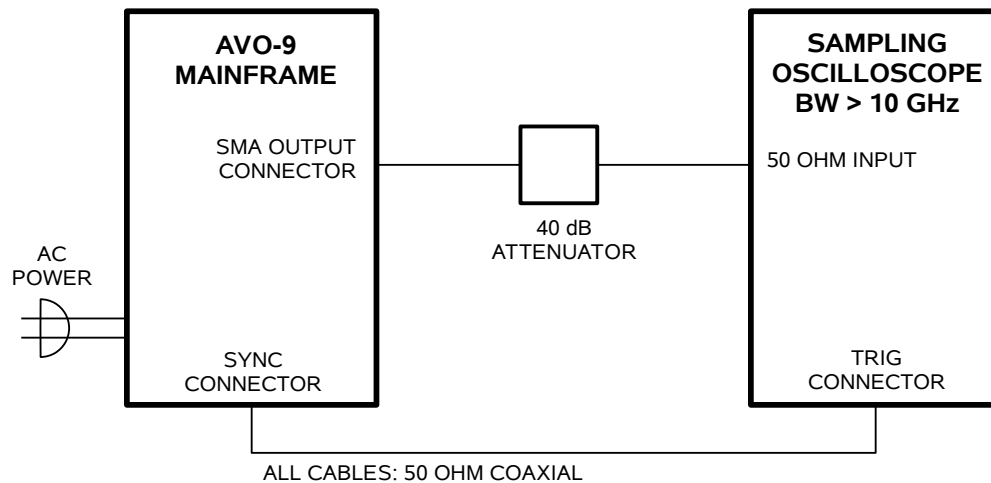 AVO-9
MAINFRAME
SMA OUTPUT
CONNECTOR
AC
POWER
SYNC
CONNECTOR
40 dB
ATTENUATOR
SAMPLING
OSCILLOSCOPE
BW > 10 GHz
50 OHM INPUT
TRIG
CONNECTOR
ALL CABLES: 50 OHM COAXIAL